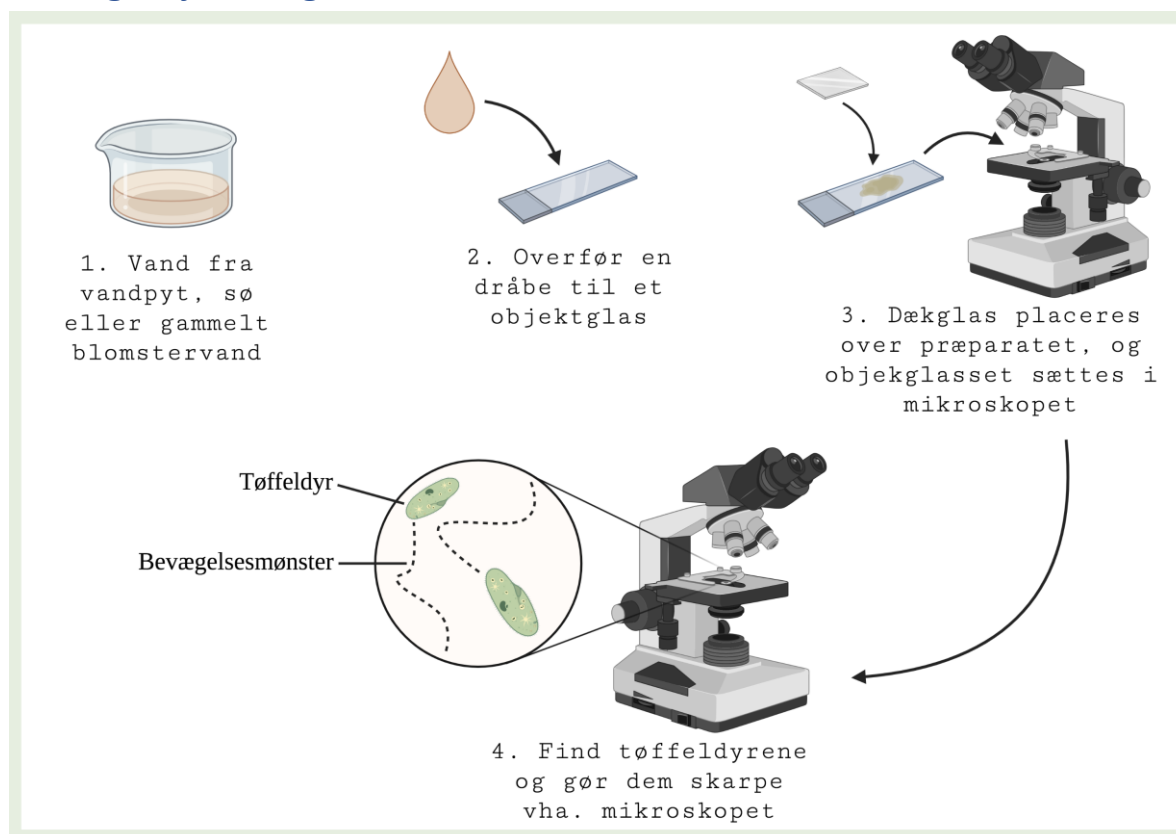 1. Vand fra
vandpyt, sø
eller gammelt
blomstervand
2. Overfør en
dråbe til et
objektglas
3. Dækglas placeres
over præparatet, og
objekglasset sættes i
mikroskopet
Tøffeldyr
Bevægelsesmønster
4. Find tøffeldyrene
og gør dem skarpe
vha. mikroskopet